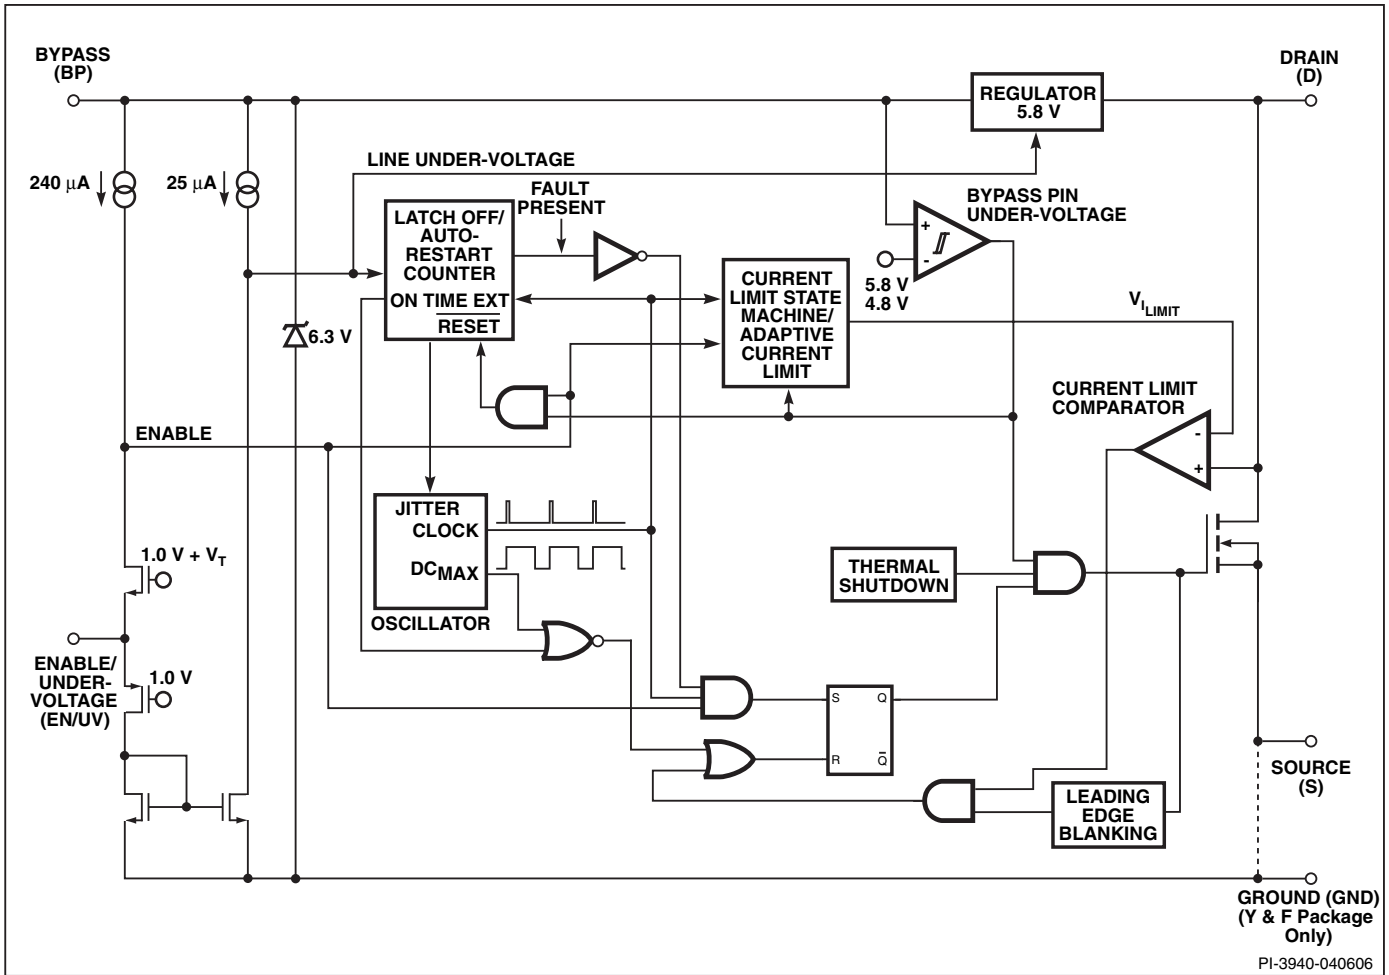 BYPASS
(BP)
DRAIN
(D)
REGULATOR
5.8 V
LINE UNDER-VOLTAGE
240 μA
25 μA
FAULT
PRESENT
BYPASS PIN
UNDER-VOLTAGE
LATCH OFF/
AUTO-
RESTART
COUNTER
ON TIME EXT
RESET
+
-
5.8 V
4.8 V
CURRENT
LIMIT STATE
MACHINE/
ADAPTIVE
CURRENT
LIMIT
VILIMIT
6.3 V
CURRENT LIMIT
COMPARATOR
-
+
ENABLE
JITTER
CLOCK
DCMAX
OSCILLATOR
1.0 V + VT
THERMAL
SHUTDOWN
ENABLE/
UNDER-
VOLTAGE
(EN/UV)
1.0 V
S Q
R Q
LEADING
EDGE
BLANKING
SOURCE
(S)
GROUND (GND)
(Y & F Package
Only)
PI-3940-040606